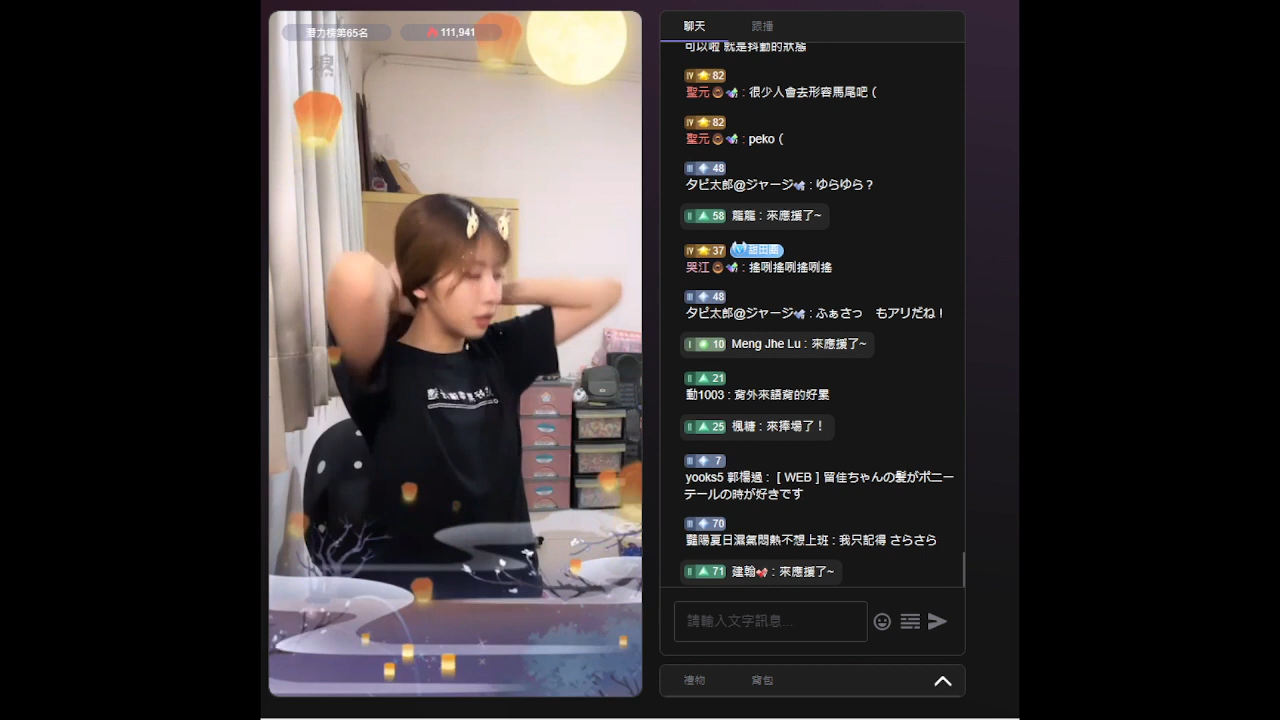 潛力榜第65名
111,941
聊天
跟播
可以啦 就是抖動的狀態
IV 82
聖元 : 很少人會去形容馬尾吧 (
IV 82
聖元 : peko (
III 48
タピ太郎@ジャージ : ゆらゆら？
II 58 龍龍 : 來應援了~
IV 37
哭江 : 搖咧搖咧搖咧搖
III 48
タピ太郎@ジャージ : ふぁさっ　もアリだね！
I 10 Meng Jhe Lu : 來應援了~
II 21
動1003 : 背外來語背的好累
II 25 楓糖 : 來捧場了！
III 7
yooks5 郭楊過 : [ WEB ] 留佳ちゃんの髮がポニー
テールの時が好きです
III 70
豔陽夏日濕氣悶熱不想上班 : 我只記得 さらさら
II 71 建翰 : 來應援了~
請輸入文字訊息...
禮物
背包